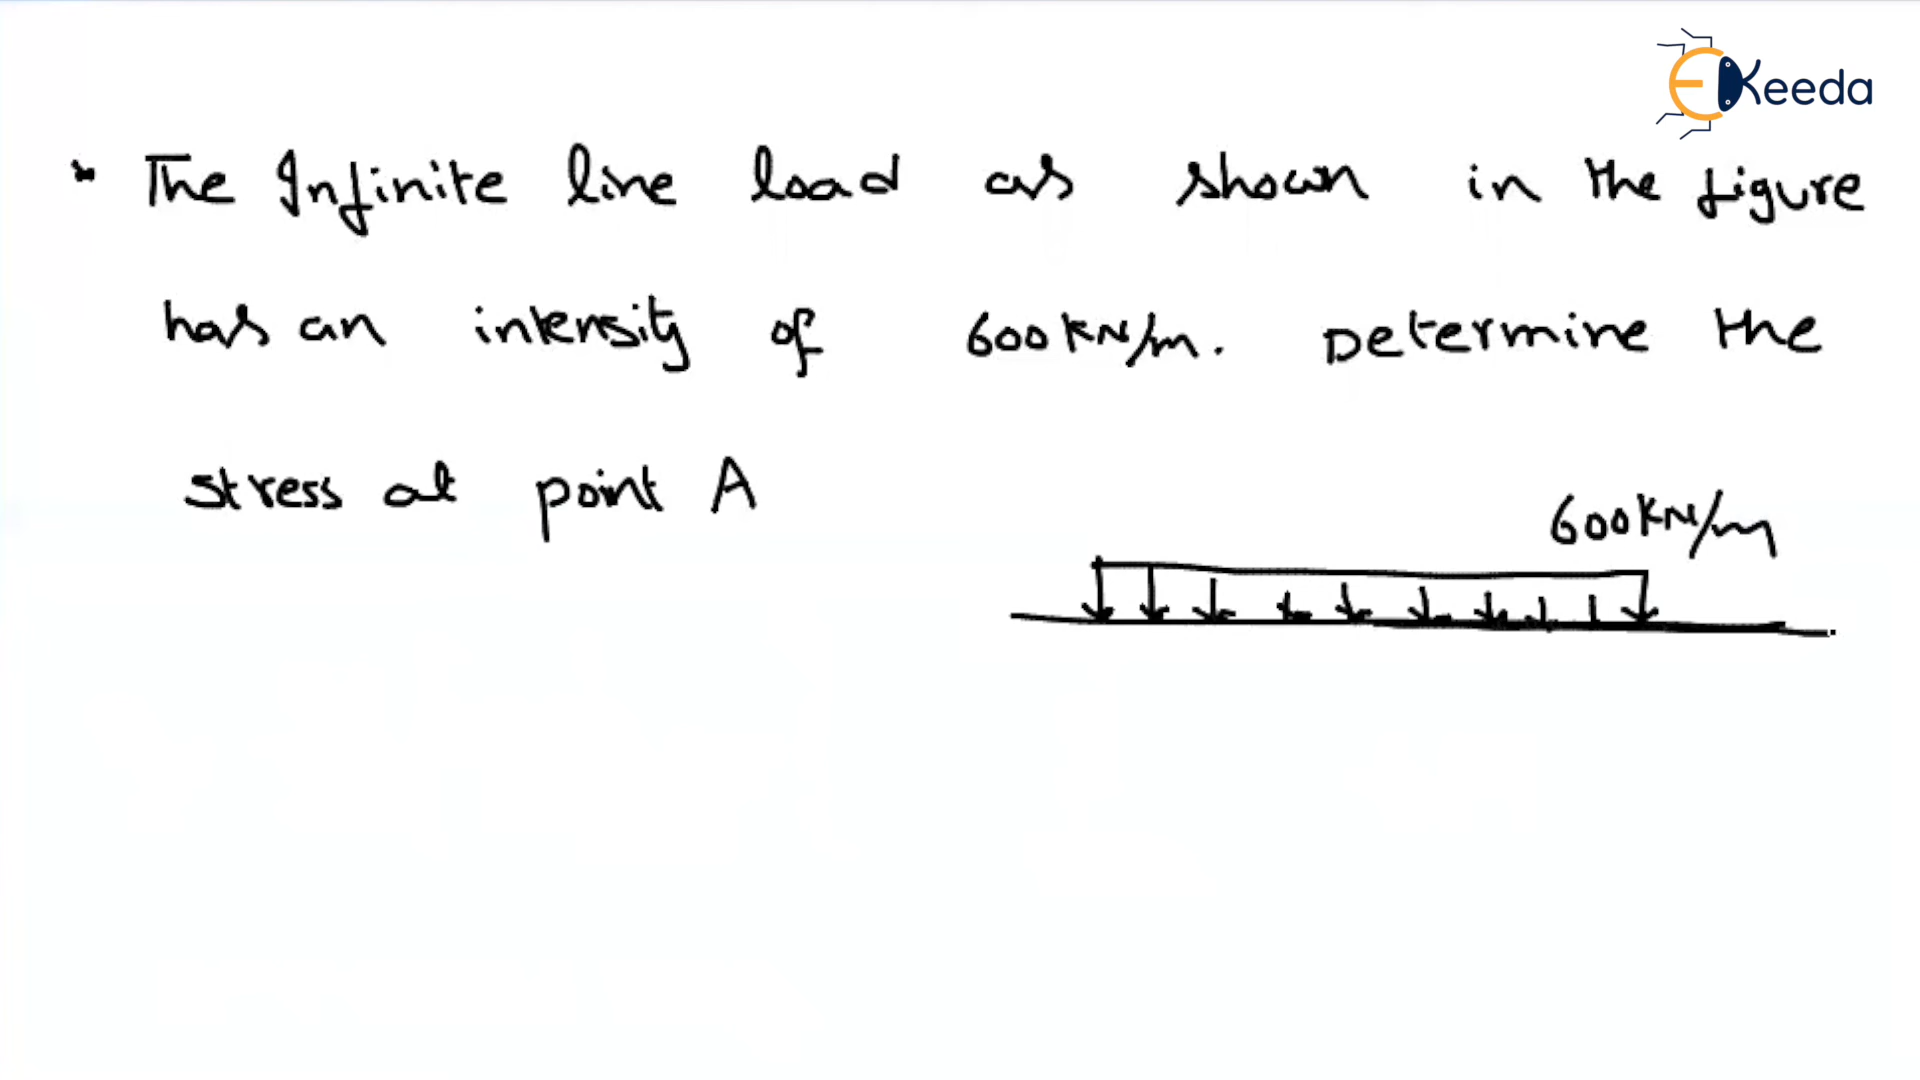 EKeeda
* The Infinite line load as shown in the figure
has an intensity of 600 kN/m. Determine the
stress at point A
600 kN/m